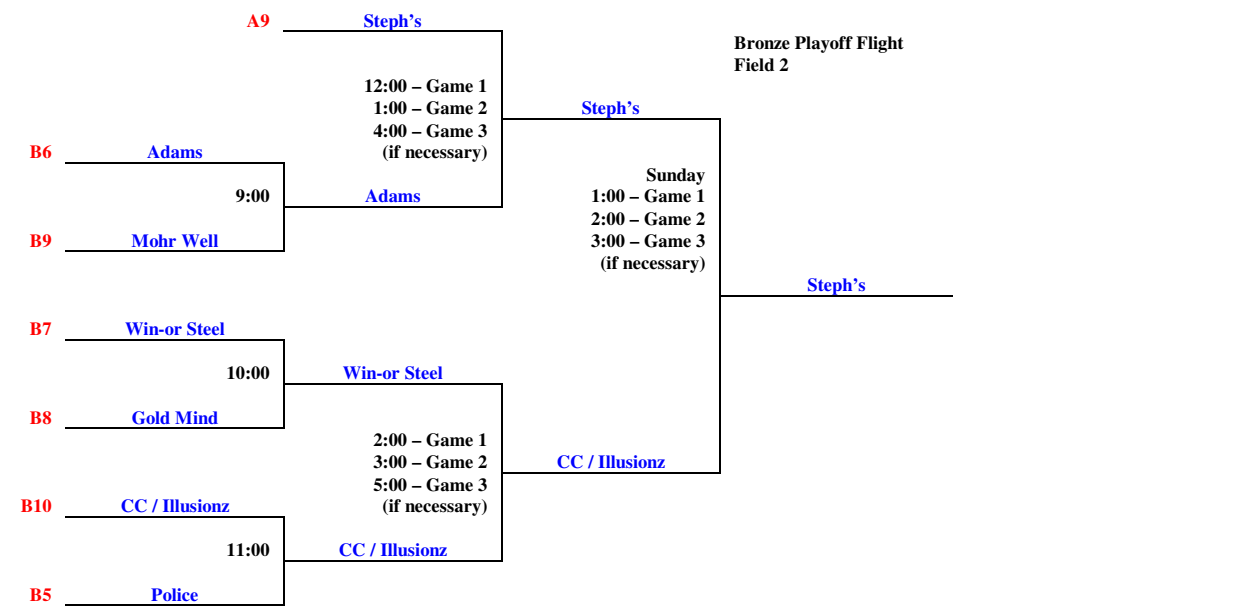 A9 Steph's
Bronze Playoff Flight
Field 2
12:00 – Game 1
1:00 – Game 2
4:00 – Game 3
(if necessary)
Steph's
B6 Adams
9:00
Adams
B9 Mohr Well
Sunday
1:00 – Game 1
2:00 – Game 2
3:00 – Game 3
(if necessary)
Steph's
B7 Win-or Steel
10:00
Win-or Steel
B8 Gold Mind
2:00 – Game 1
3:00 – Game 2
5:00 – Game 3
(if necessary)
CC / Illusionz
B10 CC / Illusionz
11:00
CC / Illusionz
B5 Police